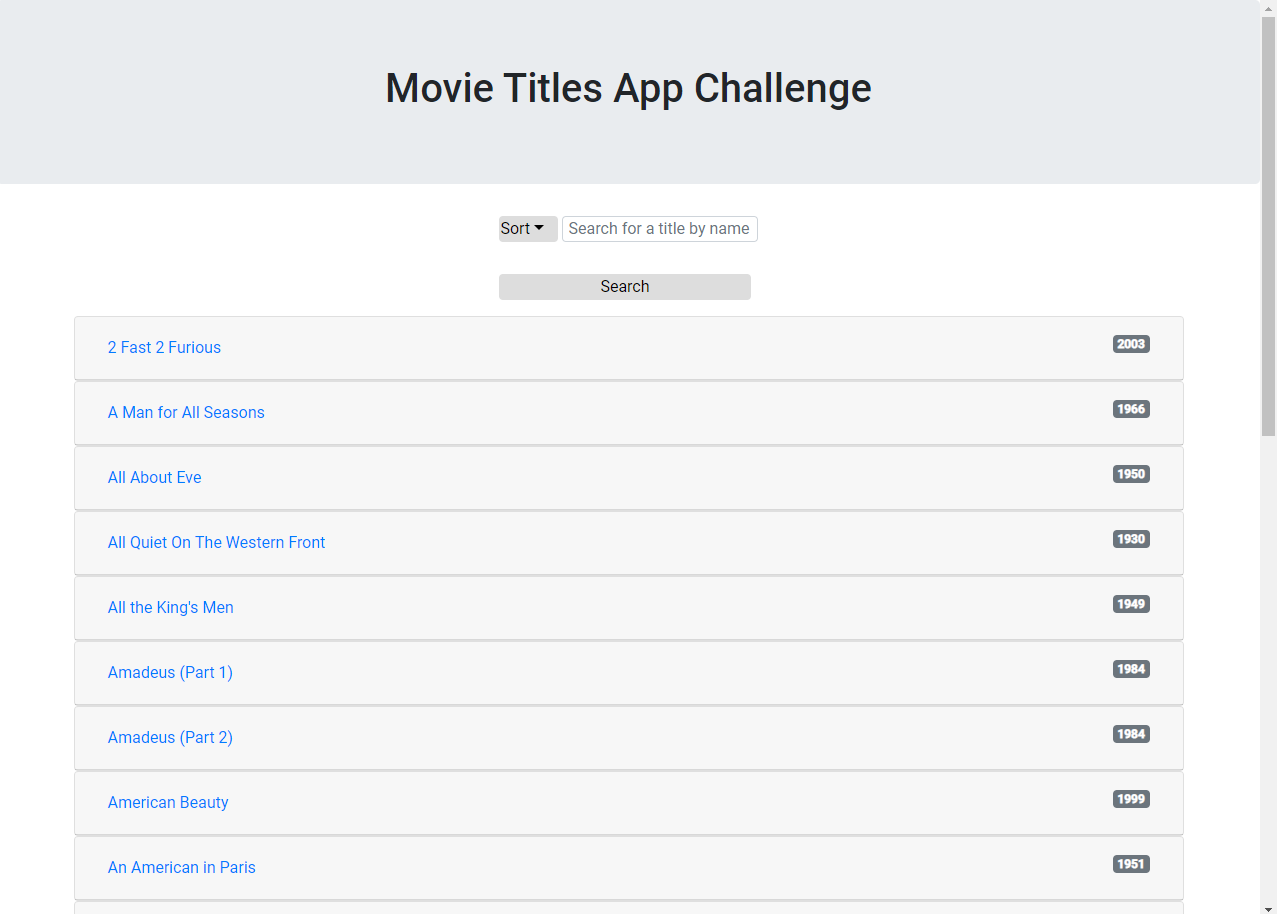 Movie Titles App Challenge
Sort Search for a title by name
Search
2 Fast 2 Furious 2003
A Man for All Seasons 1966
All About Eve 1950
All Quiet On The Western Front 1930
All the King's Men 1949
Amadeus (Part 1) 1984
Amadeus (Part 2) 1984
American Beauty 1999
An American in Paris 1951